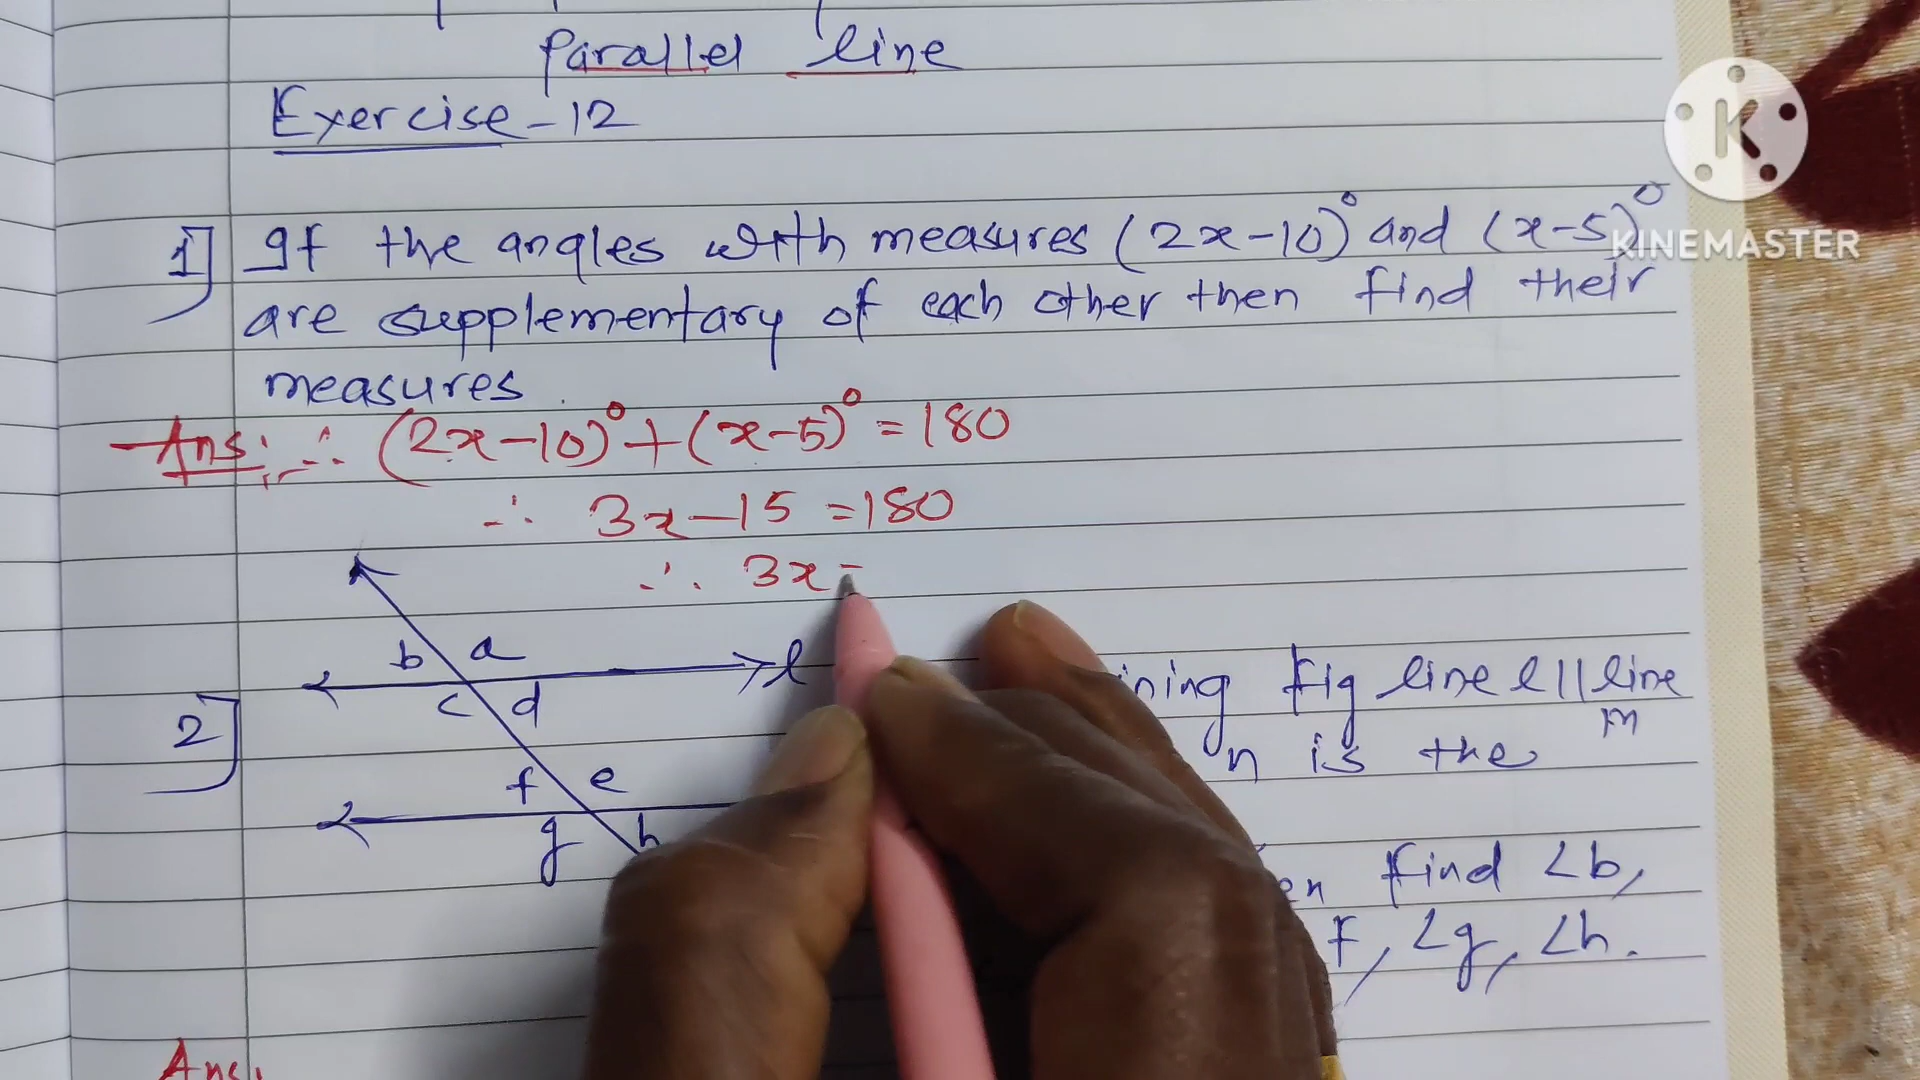 Parallel line
Exercise-12
1] If the angles with measures (2x-10)° and (x-5)°
are supplementary of each other then find their
measures.
Ans: ∴ (2x-10)°+(x-5)° = 180
∴ 3x-15 = 180
∴ 3x =
b a l
c d
2] fig line l || line
m
n is the
f e
g h
find ∠b,
f, ∠g, ∠h.
Ans:
K
KINEMASTER